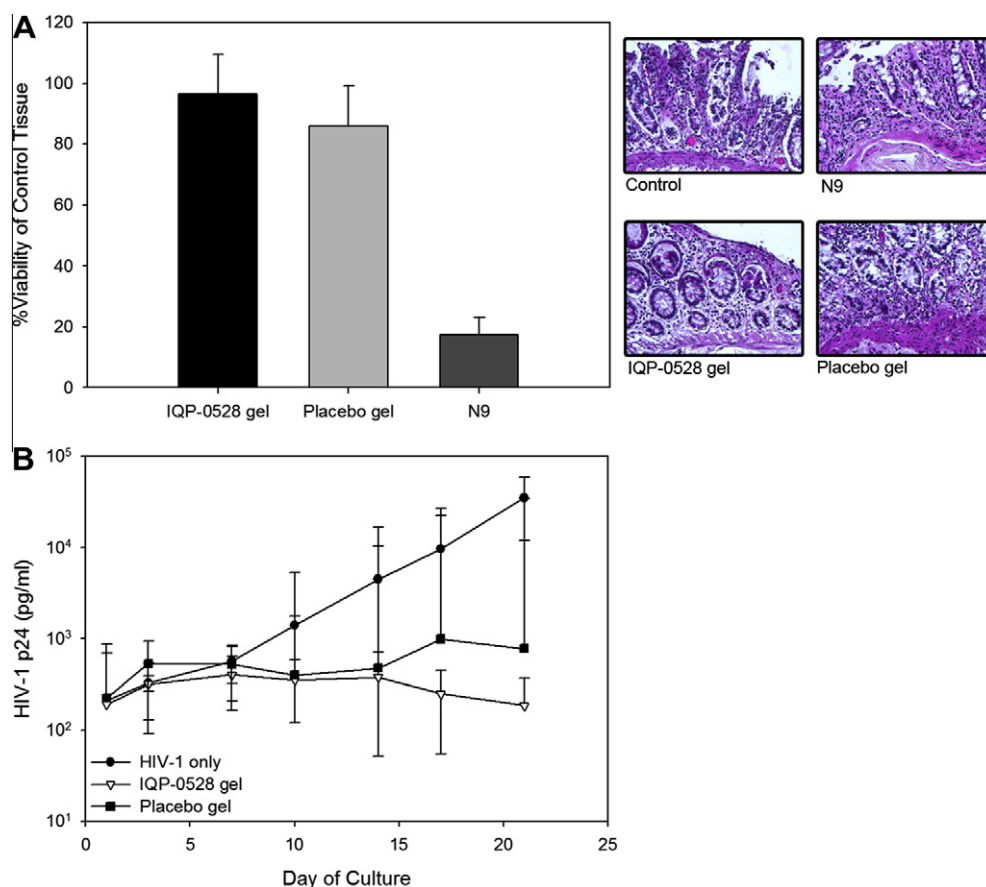 A
%Viability of Control Tissue
120
100
80
60
40
20
0
IQP-0528 gel Placebo gel N9
Control N9
IQP-0528 gel Placebo gel
B
HIV-1 p24 (pg/ml)
10^5
10^4
10^3
10^2
10^1
HIV-1 only
IQP-0528 gel
Placebo gel
0 5 10 15 20 25
Day of Culture